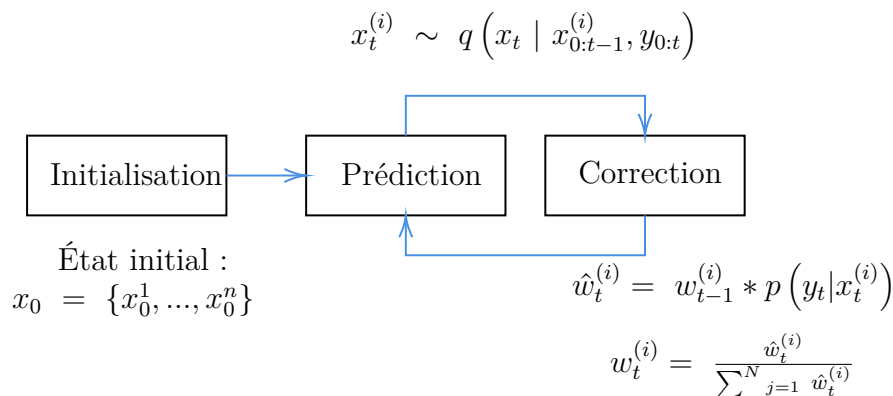 x_t^{(i)} ∼ q(x_t | x_{0:t−1}^{(i)}, y_{0:t})
Initialisation
Prédiction
Correction
État initial :
x_0 = {x_0^1, ..., x_0^n}
ŵ_t^{(i)} = w_{t−1}^{(i)} * p(y_t|x_t^{(i)})
w_t^{(i)} = ŵ_t^{(i)} / ∑^N_{j=1} ŵ_t^{(i)}